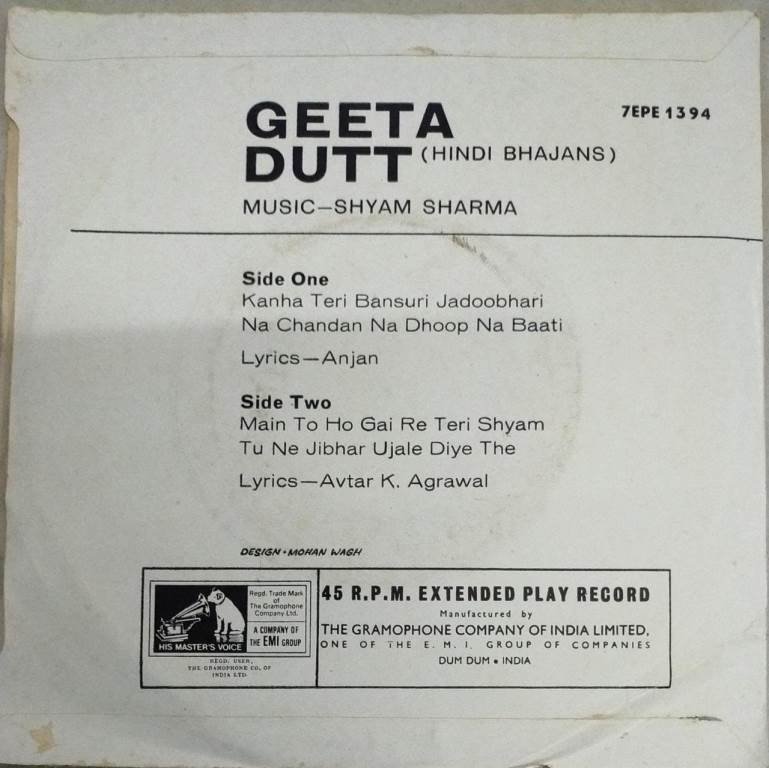 GEETA
DUTT (HINDI BHAJANS)
7EPE 1394
MUSIC—SHYAM SHARMA
Side One
Kanha Teri Bansuri Jadoobhari
Na Chandan Na Dhoop Na Baati
Lyrics—Anjan
Side Two
Main To Ho Gai Re Teri Shyam
Tu Ne Jibhar Ujale Diye The
Lyrics—Avtar K. Agrawal
DESIGN • MOHAN WAGH
HIS MASTER'S VOICE
Regd. Trade Mark
of
The Gramophone
Company Ltd.
A COMPANY OF
THE EMI GROUP
REGD. USER,
THE GRAMOPHONE CO. OF
INDIA LTD.
45 R.P.M. EXTENDED PLAY RECORD
Manufactured by
THE GRAMOPHONE COMPANY OF INDIA LIMITED,
ONE OF THE E. M. I. GROUP OF COMPANIES
DUM DUM • INDIA